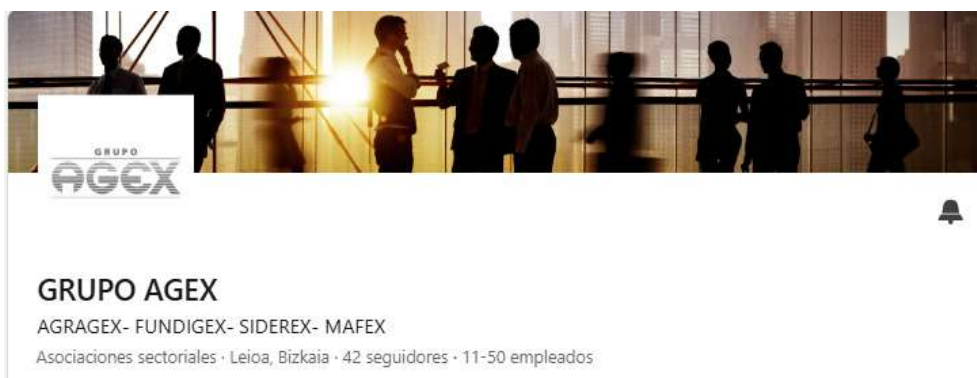 GRUPO
AGEX
GRUPO AGEX
AGRAGEX- FUNDIGEX- SIDEREX- MAFEX
Asociaciones sectoriales · Leioa, Bizkaia · 42 seguidores · 11-50 empleados